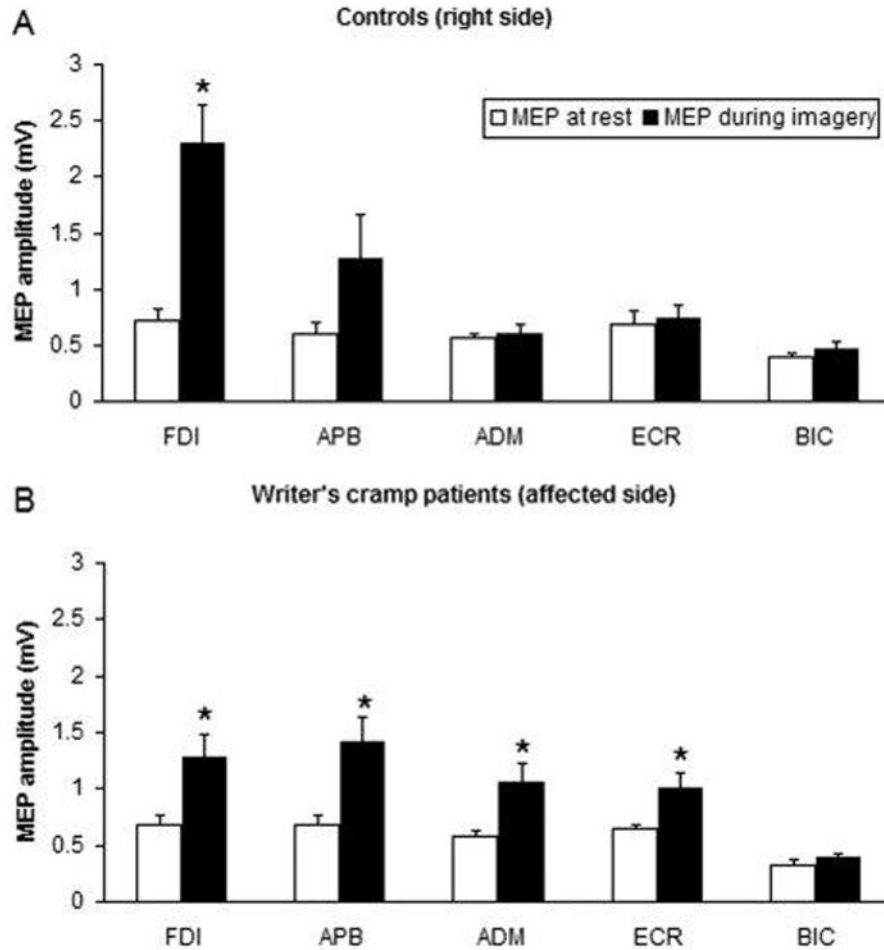 A
Controls (right side)
MEP amplitude (mV)
3
2.5
2
1.5
1
0.5
0
*
MEP at rest MEP during imagery
FDI APB ADM ECR BIC
B
Writer's cramp patients (affected side)
MEP amplitude (mV)
3
2.5
2
1.5
1
0.5
0
* * * *
FDI APB ADM ECR BIC